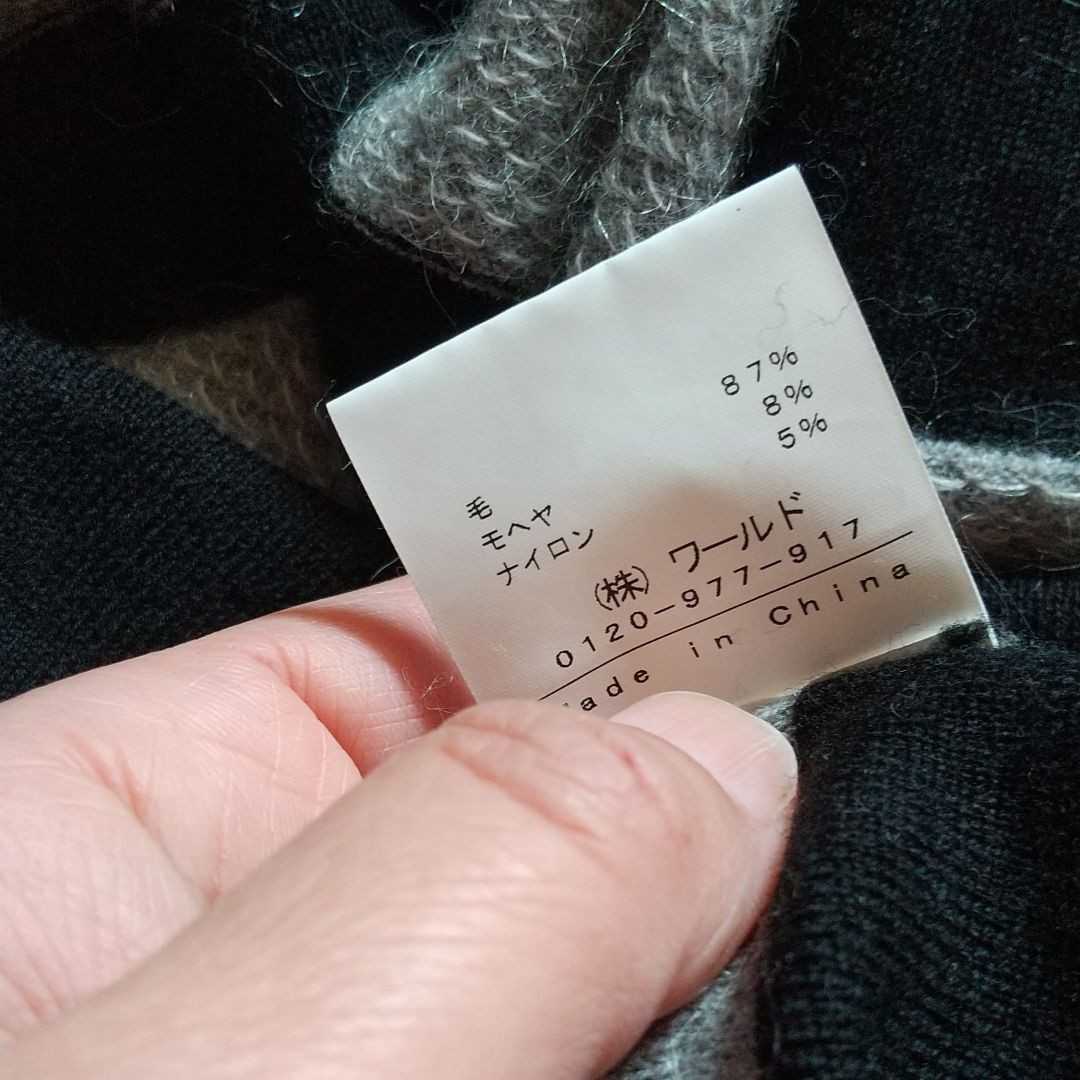 毛 87%
モヘヤ 8%
ナイロン 5%
(株) ワールド
0120-977-917
Made in China